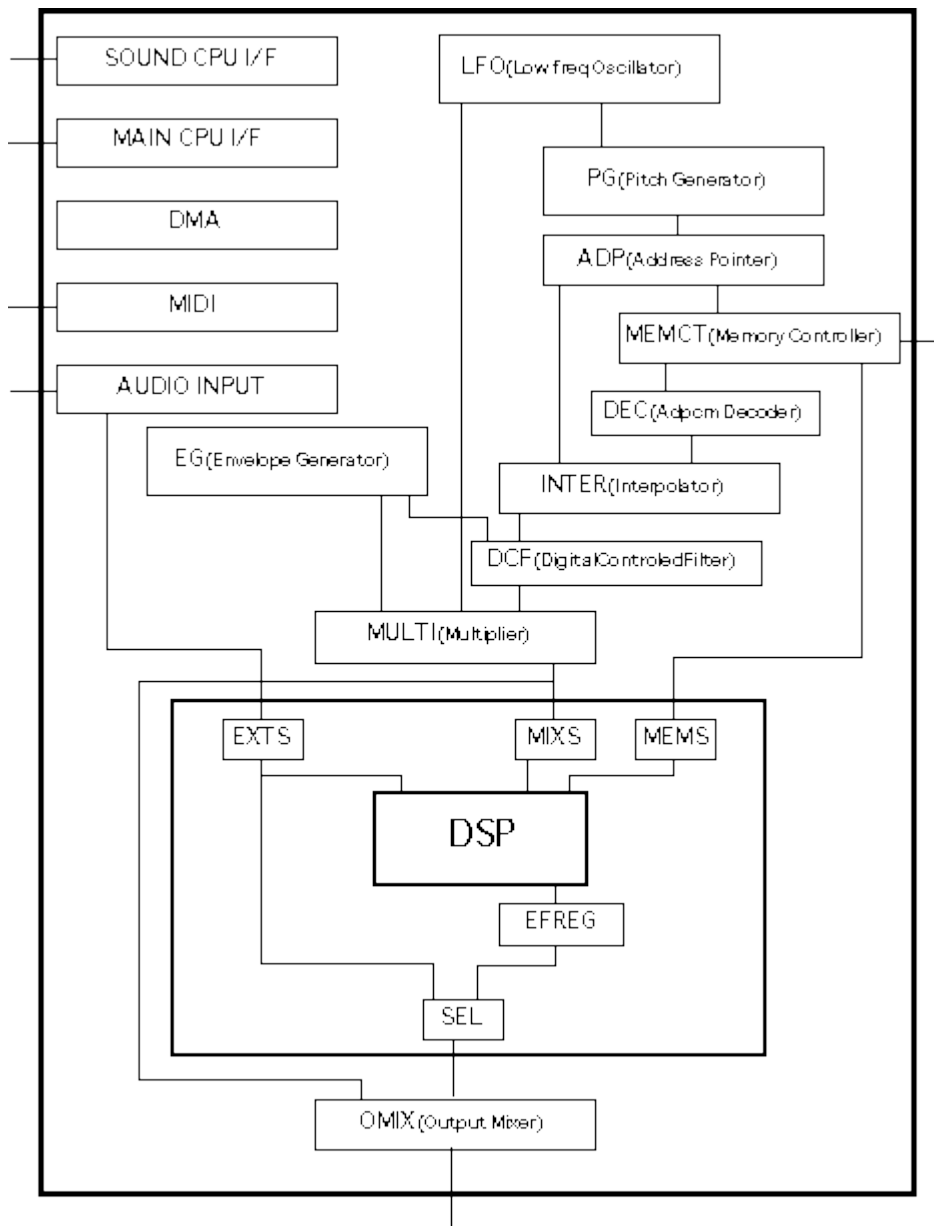 SOUND CPU I/F
LFO(Low freq Oscillator)
MAIN CPU I/F
PG(Pitch Generator)
DMA
ADP(Address Pointer)
MIDI
MEMCT(Memory Controller)
AUDIO INPUT
DEC(Adpcm Decoder)
EG(Envelope Generator)
INTER(Interpolator)
DCF(DigitalControledFilter)
MULTI(Multiplier)
EXTS
MIXS
MEMS
DSP
EFREG
SEL
OMIX(Output Mixer)